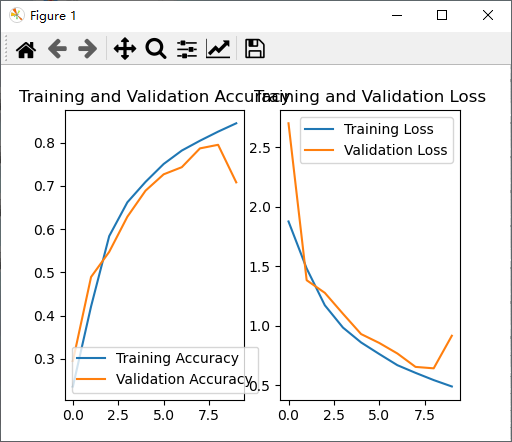 Figure 1
Training and Validation Accuracy
Training and Validation Loss
0.8
0.7
0.6
0.5
0.4
0.3
0.0
2.5
5.0
7.5
Training Accuracy
Validation Accuracy
2.5
2.0
1.5
1.0
0.5
0.0
2.5
5.0
7.5
Training Loss
Validation Loss